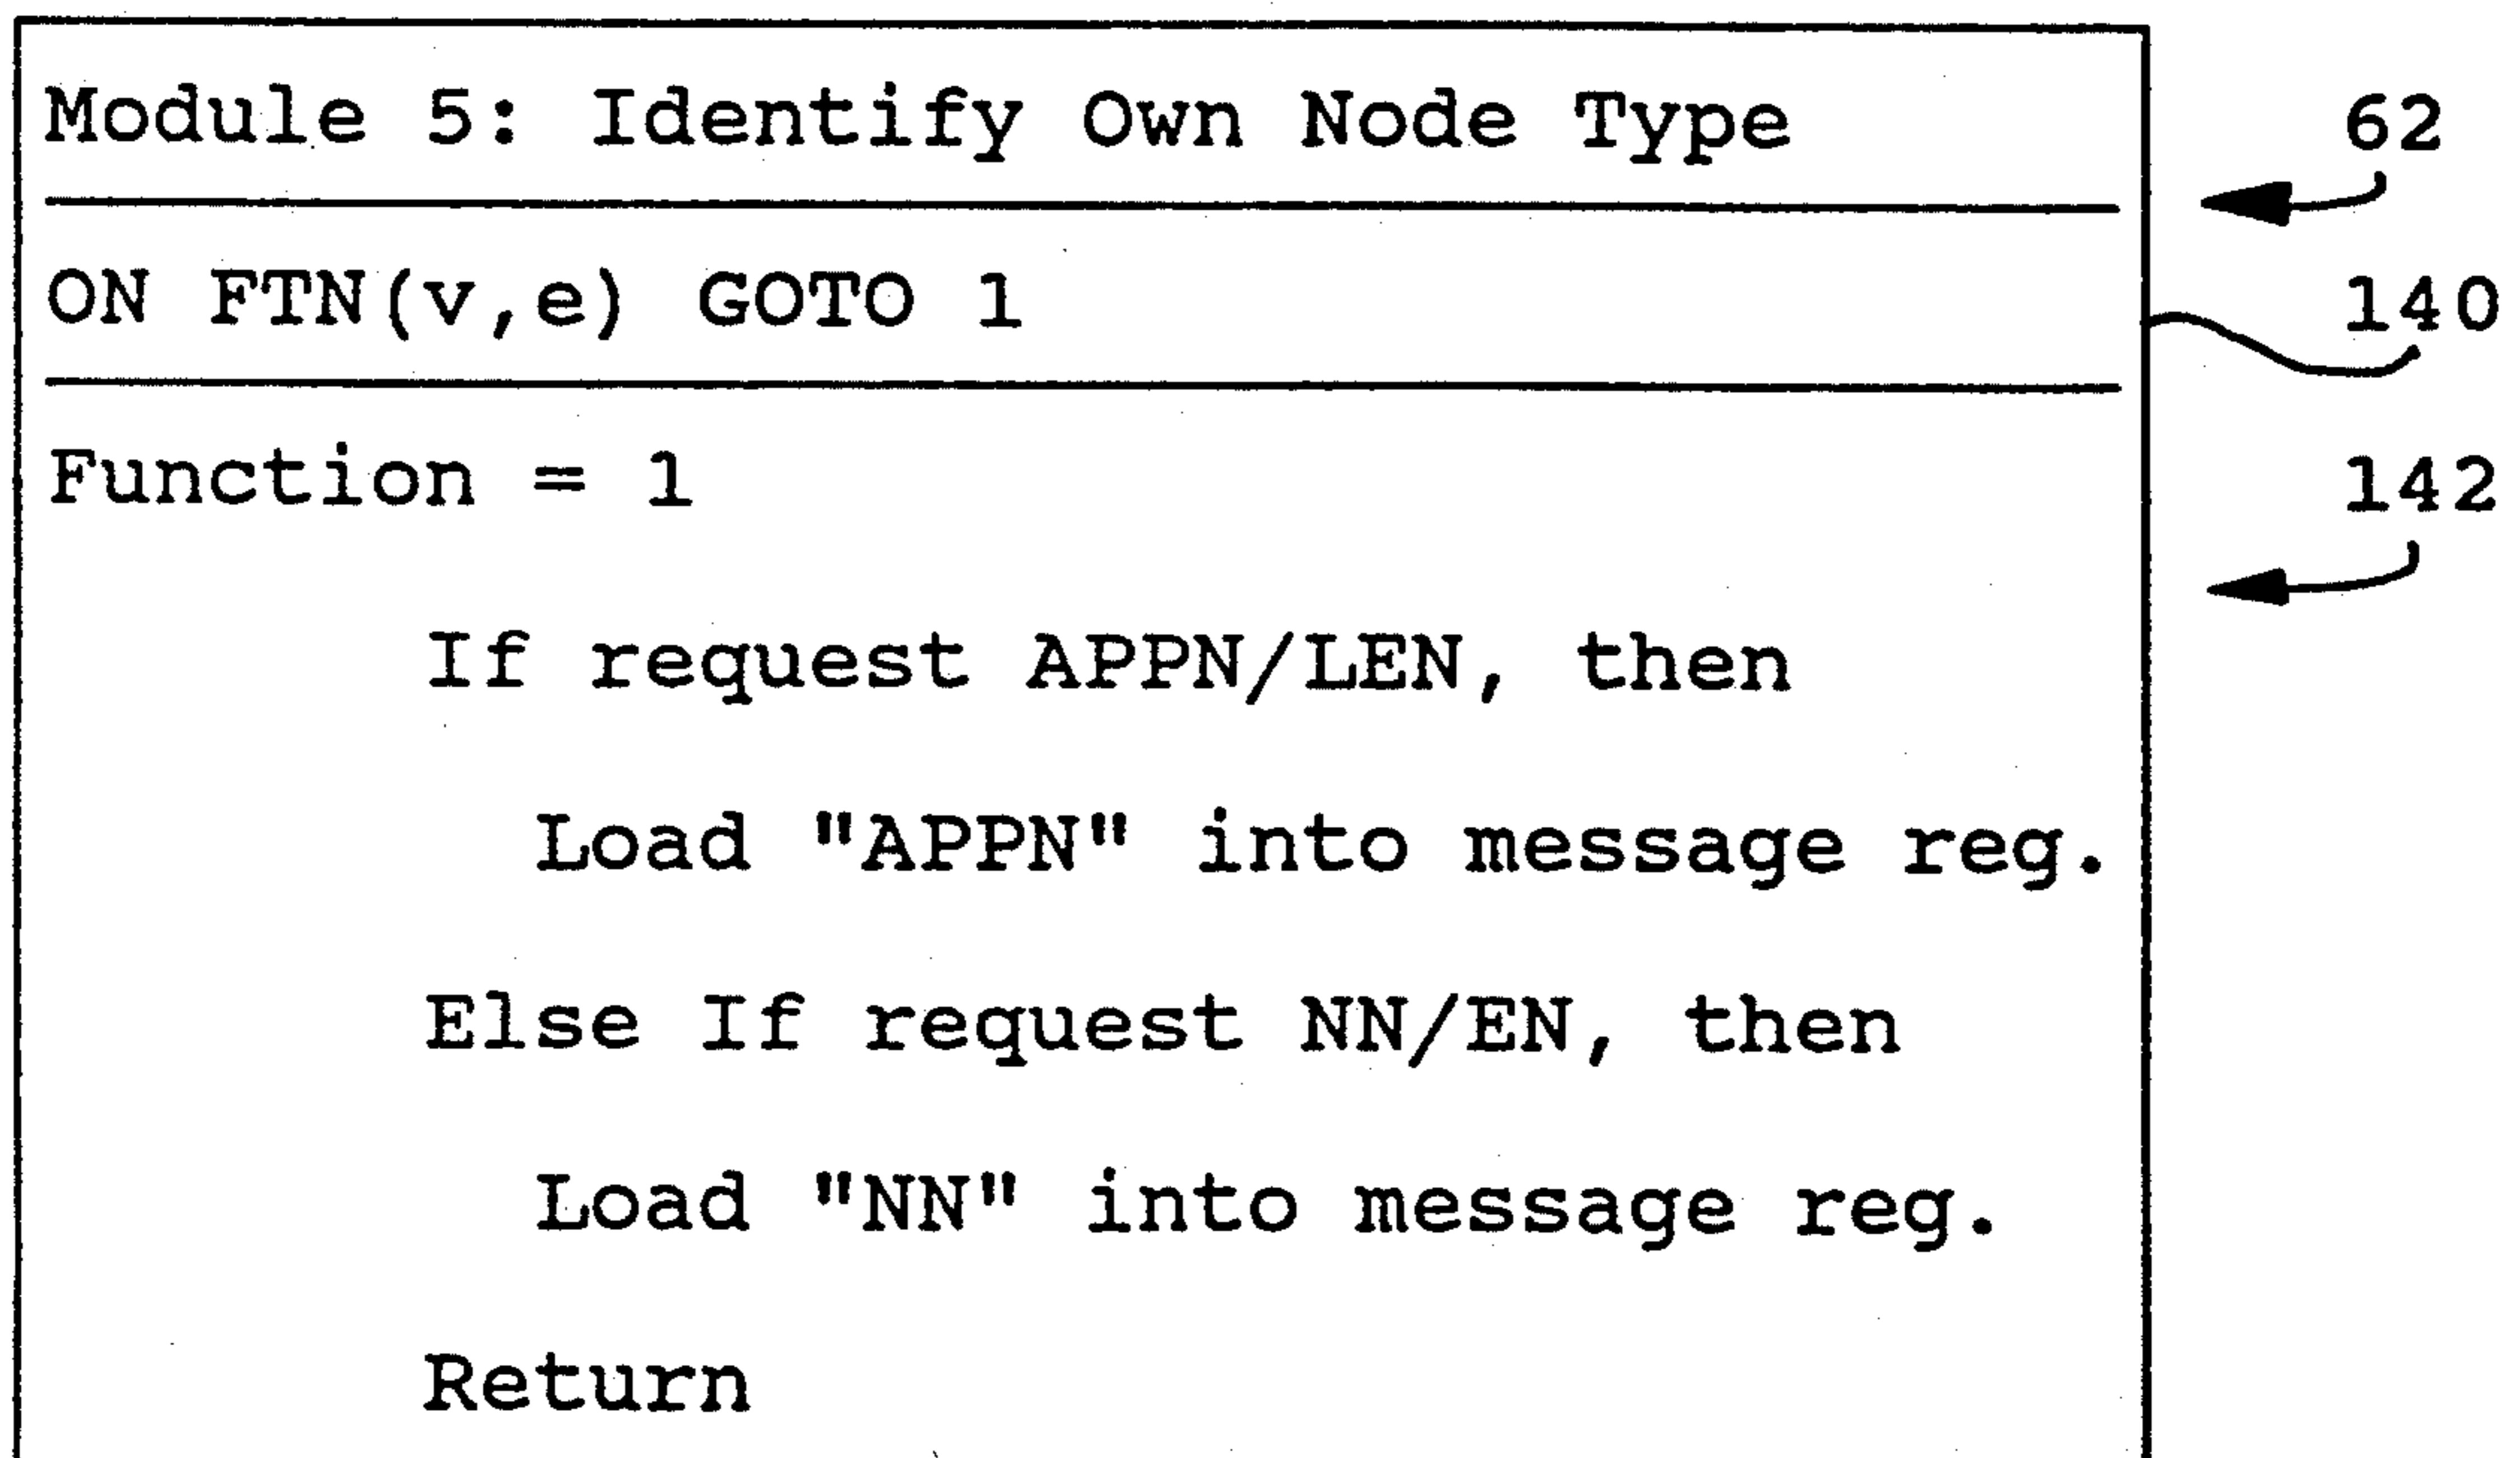 Module 5: Identify Own Node Type 62
ON FTN(v,e) GOTO 1 140
Function = 1 142
If request APPN/LEN, then
Load "APPN" into message reg.
Else If request NN/EN, then
Load "NN" into message reg.
Return